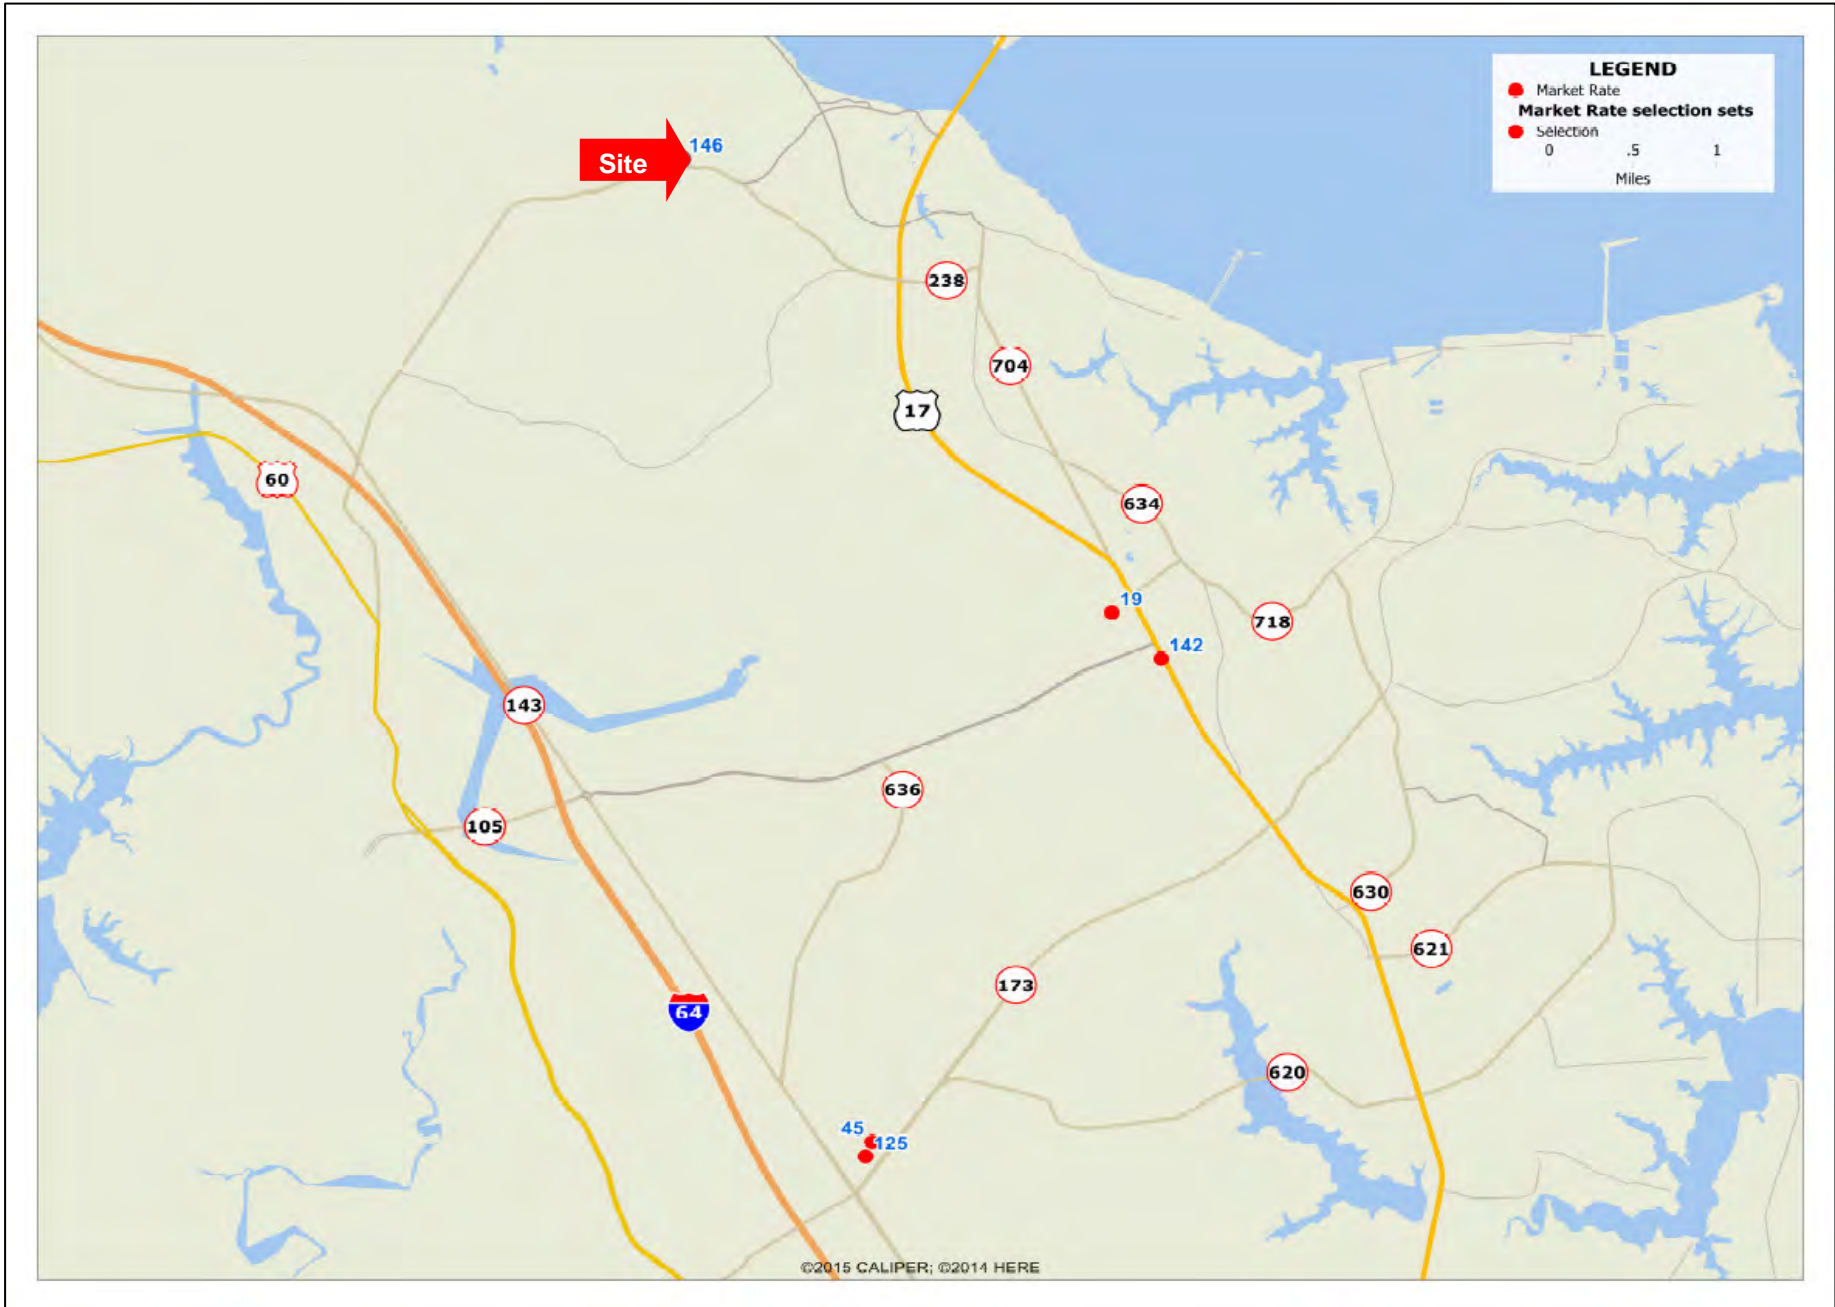 LEGEND
Market Rate
Market Rate selection sets
Selection
0 .5 1
Miles
146
Site
238
704
17
60
634
19
718
142
143
636
105
630
621
173
64
620
45
125
©2015 CALIPER; ©2014 HERE